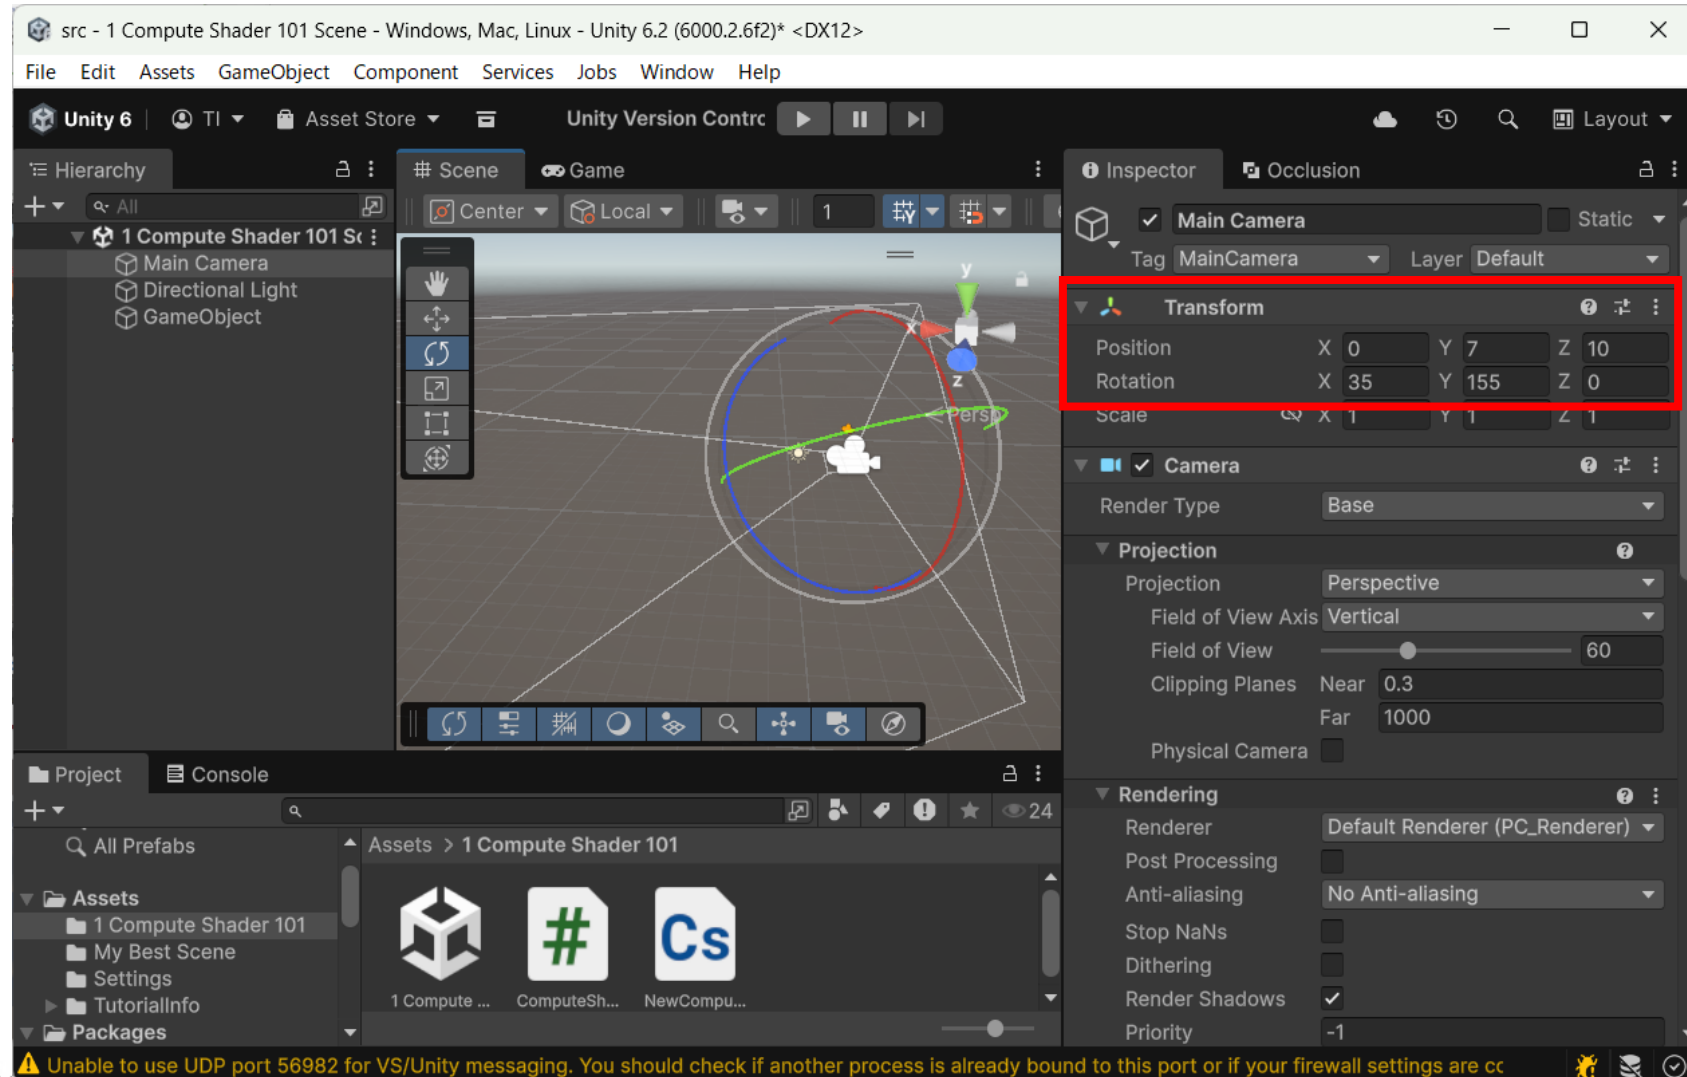 src - 1 Compute Shader 101 Scene - Windows, Mac, Linux - Unity 6.2 (6000.2.6f2)* <DX12>
File Edit Assets GameObject Component Services Jobs Window Help
Unity 6 TI Asset Store Unity Version Contrc Layout
Hierarchy
All
1 Compute Shader 101 Sc
Main Camera
Directional Light
GameObject
Scene Game
Center Local 1
y
x
z
Persp
Inspector Occlusion
Main Camera Static
Tag MainCamera Layer Default
Transform
Position X 0 Y 7 Z 10
Rotation X 35 Y 155 Z 0
Scale X 1 Y 1 Z 1
Camera
Render Type Base
Projection
Projection Perspective
Field of View Axis Vertical
Field of View 60
Clipping Planes Near 0.3
Far 1000
Physical Camera
Rendering
Renderer Default Renderer (PC_Renderer)
Post Processing
Anti-aliasing No Anti-aliasing
Stop NaNs
Dithering
Render Shadows
Priority -1
Project Console
24
All Prefabs
Assets
1 Compute Shader 101
My Best Scene
Settings
TutorialInfo
Packages
Assets > 1 Compute Shader 101
#
Cs
1 Compute ... ComputeSh... NewCompu...
Unable to use UDP port 56982 for VS/Unity messaging. You should check if another process is already bound to this port or if your firewall settings are cc